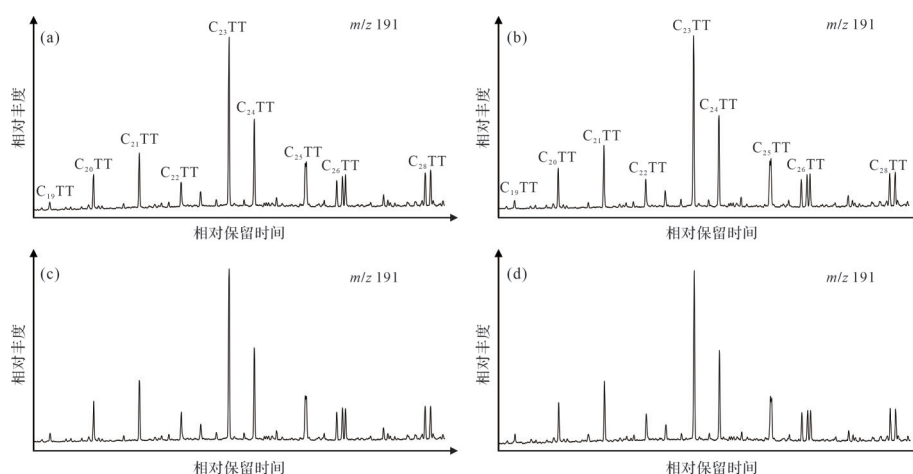 (a)
m/z 191
C₁₉TT
C₂₀TT
C₂₁TT
C₂₂TT
C₂₃TT
C₂₄TT
C₂₅TT
C₂₆TT
C₂₈TT
相对丰度
相对保留时间
(b)
m/z 191
C₁₉TT
C₂₀TT
C₂₁TT
C₂₂TT
C₂₃TT
C₂₄TT
C₂₅TT
C₂₆TT
C₂₈TT
相对丰度
相对保留时间
(c)
m/z 191
相对丰度
相对保留时间
(d)
m/z 191
相对丰度
相对保留时间